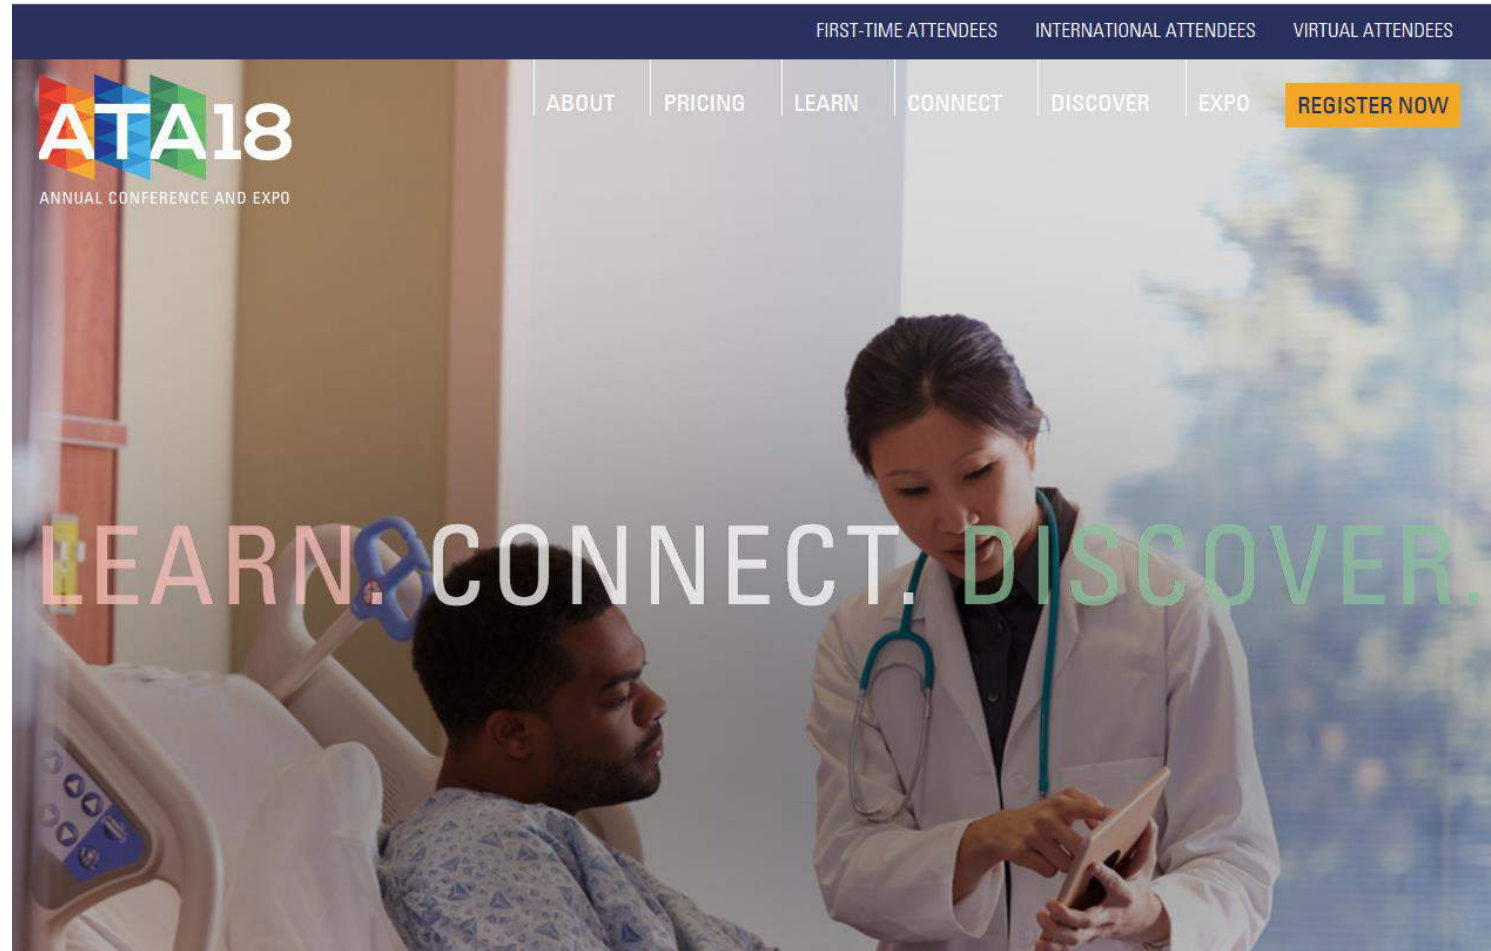 FIRST-TIME ATTENDEES INTERNATIONAL ATTENDEES VIRTUAL ATTENDEES
ATA18
ANNUAL CONFERENCE AND EXPO
ABOUT PRICING LEARN CONNECT DISCOVER EXPO REGISTER NOW
LEARN. CONNECT. DISCOVER.